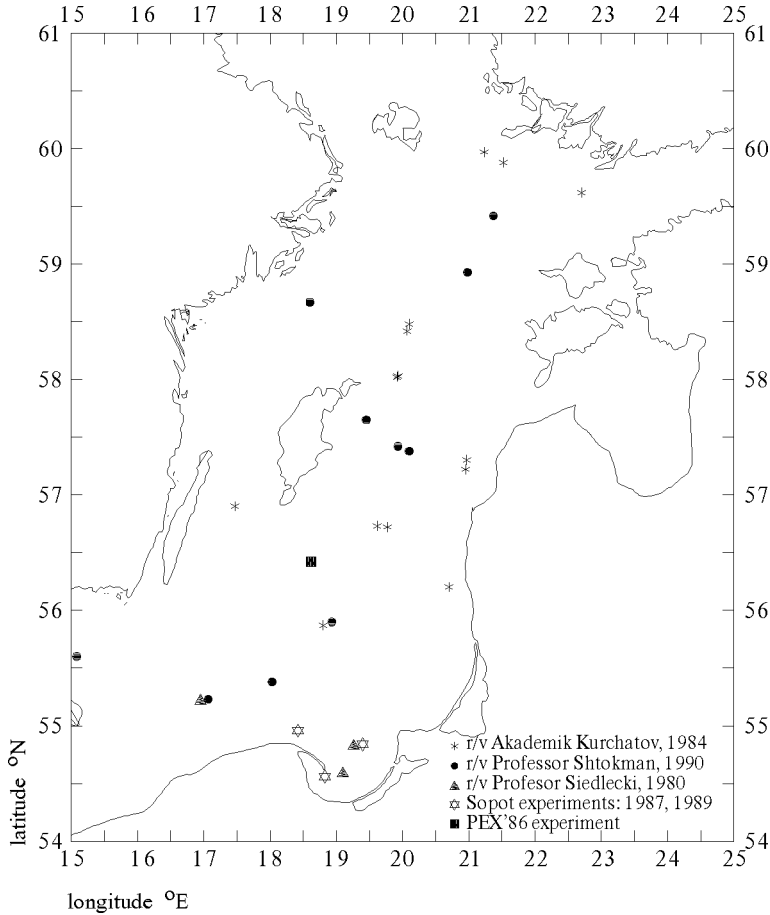 15 16 17 18 19 20 21 22 23 24 25
61 61
60 60
59 59
58 58
57 57
56 56
55 55
r/v Akademik Kurchatov, 1984
r/v Professor Shtokman, 1990
r/v Profesor Siedlecki, 1980
Sopot experiments: 1987, 1989
PEX'86 experiment
latitude °N
54 54
15 16 17 18 19 20 21 22 23 24 25
longitude °E